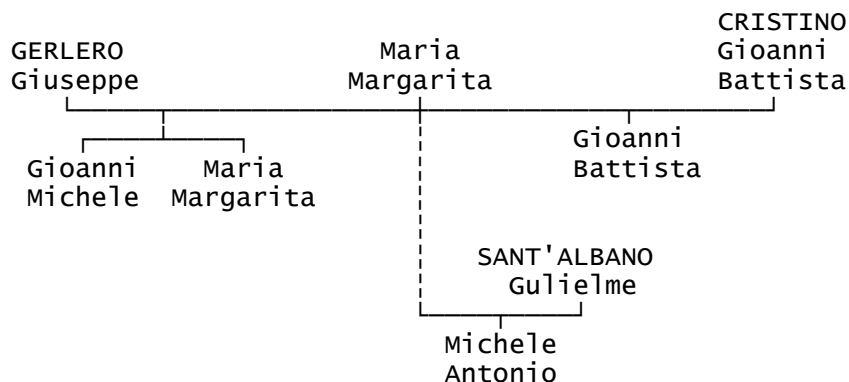 CRISTINO
GERLERO Maria Gioanni
Giuseppe Margarita Battista
Gioanni
Gioanni Maria Battista
Michele Margarita
SANT'ALBANO
Gulielme
Michele
Antonio